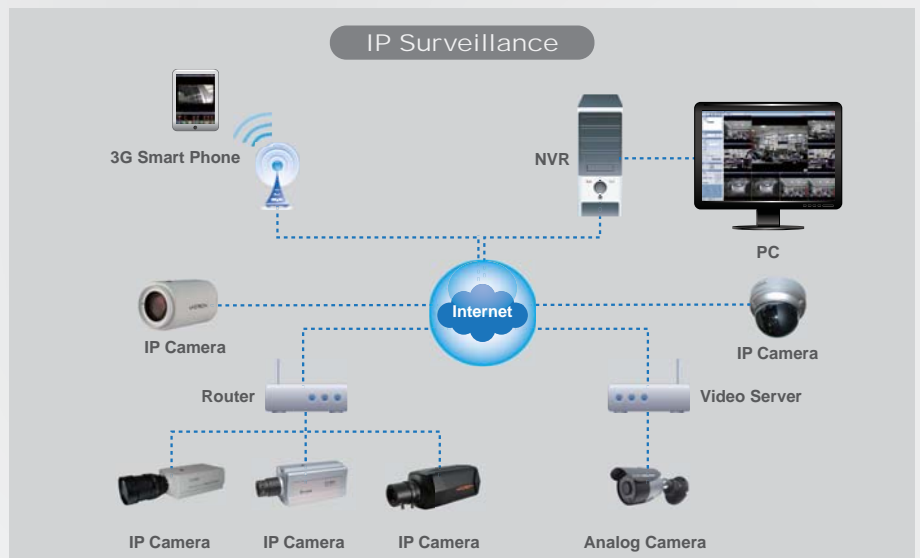 IP Surveillance
3G Smart Phone
NVR
PC
Internet
IP Camera
IP Camera
Router
Video Server
IP Camera
IP Camera
IP Camera
Analog Camera